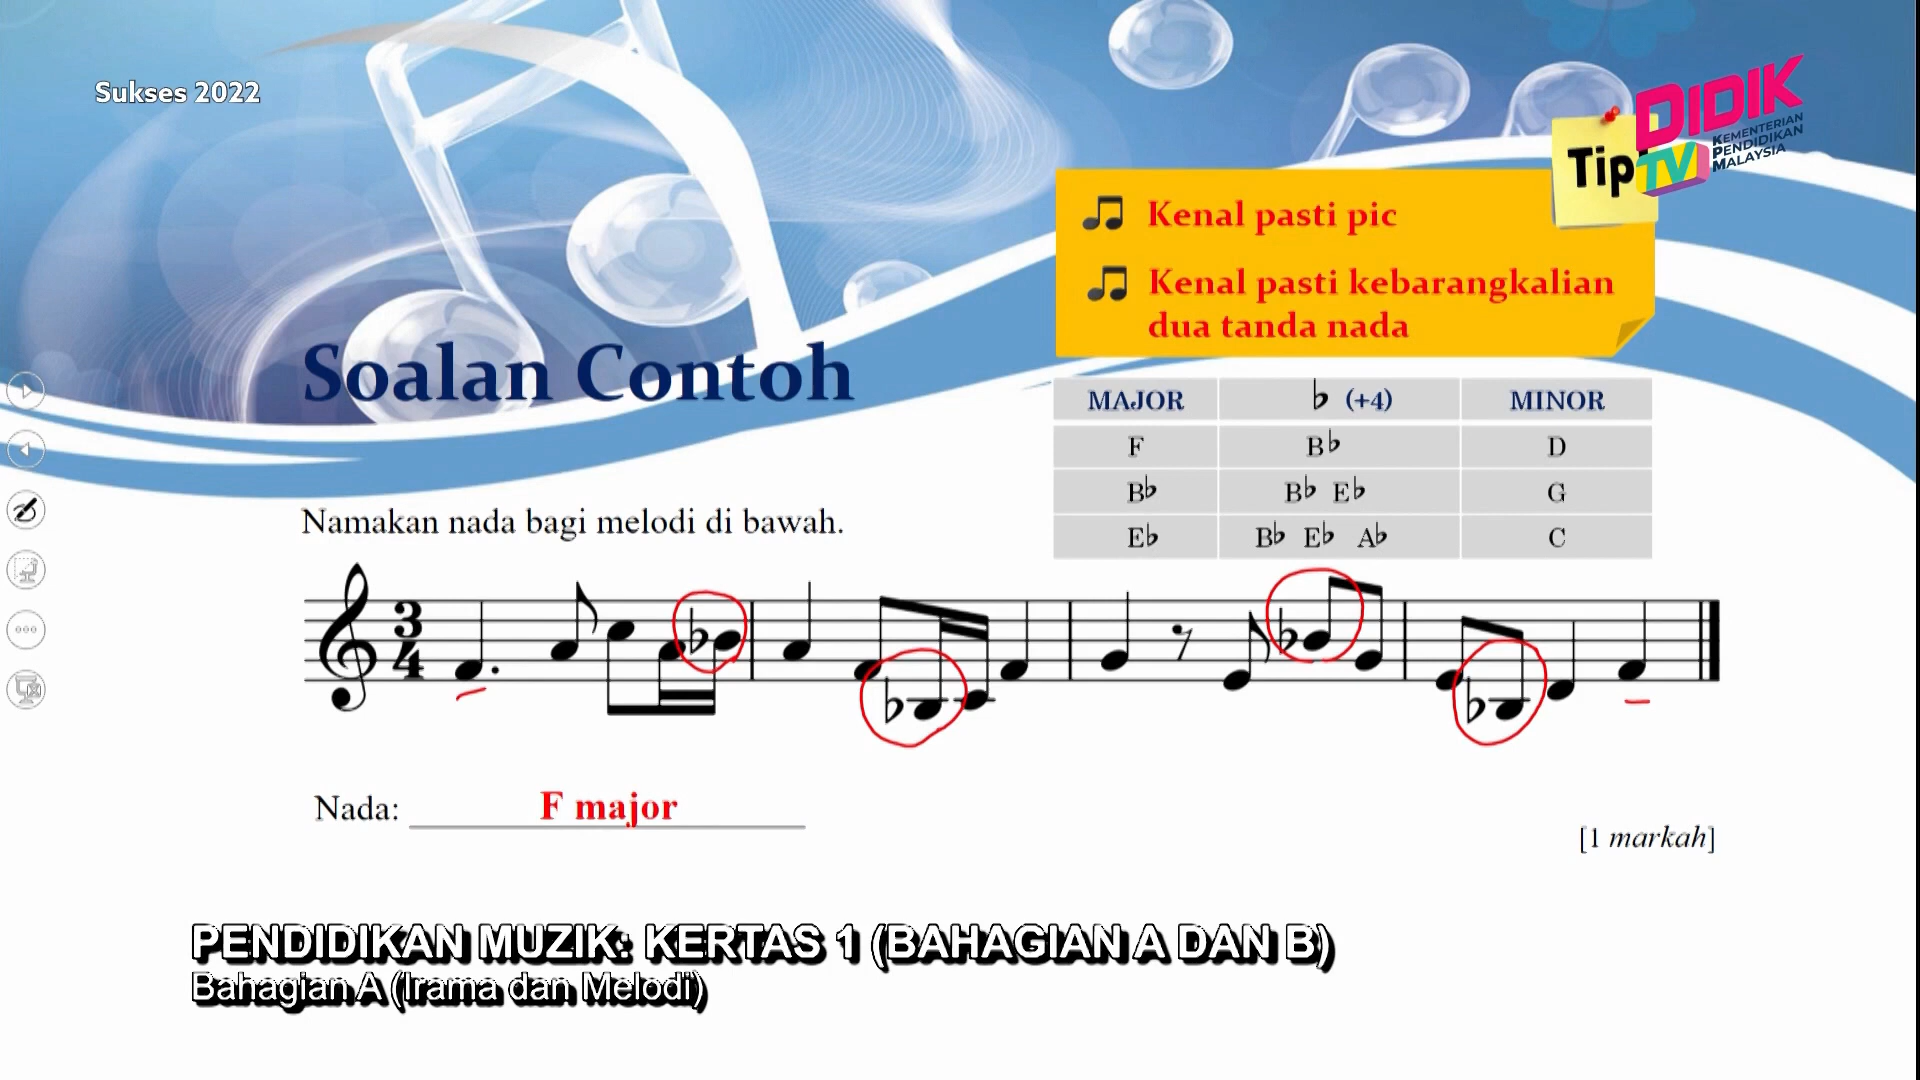 Sukses 2022
DIDIK
TV
KEMENTERIAN
PENDIDIKAN
MALAYSIA
Tip
Kenal pasti pic
Kenal pasti kebarangkalian
dua tanda nada
Soalan Contoh
MAJOR ♭ (+4) MINOR
F B♭ D
B♭ B♭ E♭ G
E♭ B♭ E♭ A♭ C
Namakan nada bagi melodi di bawah.
3
4
Nada: F major
[1 markah]
PENDIDIKAN MUZIK: KERTAS 1 (BAHAGIAN A DAN B)
Bahagian A (Irama dan Melodi)